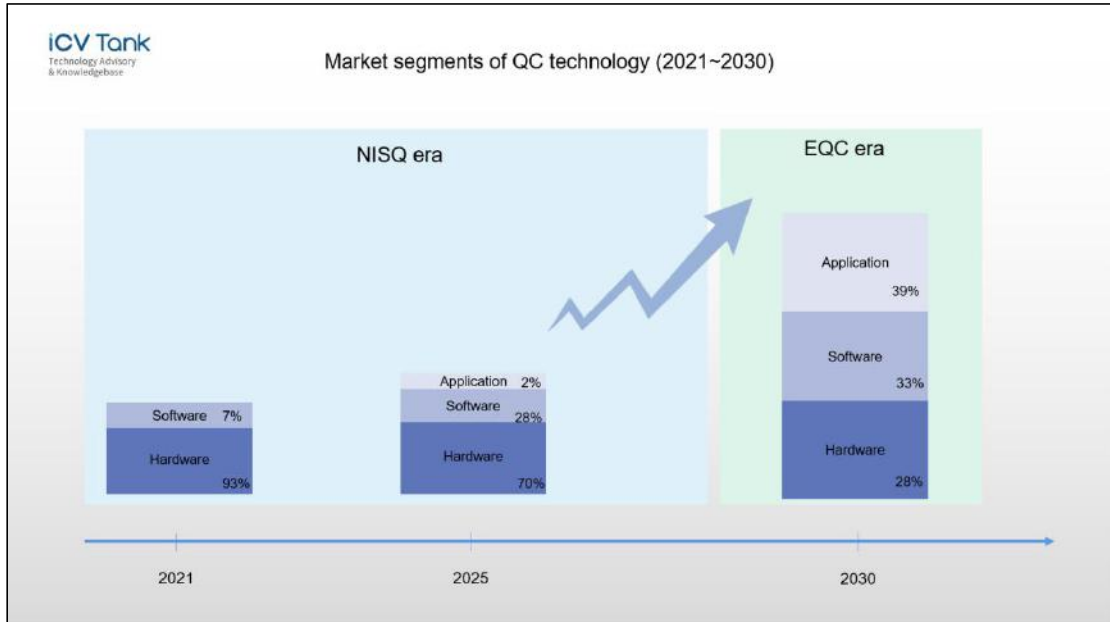 iCV Tank
Technology Advisory
& Knowledgebase
Market segments of QC technology (2021~2030)
NISQ era
EQC era
Application
39%
Software
33%
Hardware
28%
Application 2%
Software
28%
Hardware
70%
Software 7%
Hardware
93%
2021
2025
2030